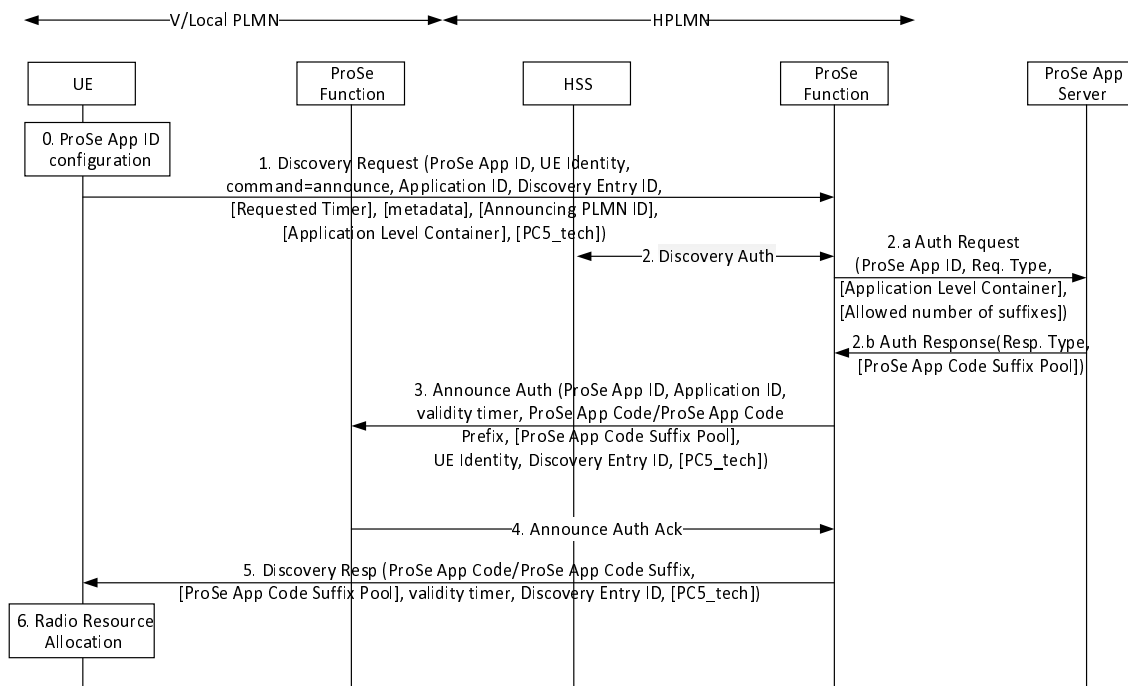 V/Local PLMN
HPLMN
UE
ProSe
Function
HSS
ProSe
Function
ProSe App
Server
0. ProSe App ID
configuration
1. Discovery Request (ProSe App ID, UE Identity,
command=announce, Application ID, Discovery Entry ID,
[Requested Timer], [metadata], [Announcing PLMN ID],
[Application Level Container], [PC5_tech])
2. Discovery Auth
2.a Auth Request
(ProSe App ID, Req. Type,
[Application Level Container],
[Allowed number of suffixes])
2.b Auth Response(Resp. Type,
[ProSe App Code Suffix Pool])
3. Announce Auth (ProSe App ID, Application ID,
validity timer, ProSe App Code/ProSe App Code
Prefix, [ProSe App Code Suffix Pool],
UE Identity, Discovery Entry ID, [PC5_tech])
4. Announce Auth Ack
5. Discovery Resp (ProSe App Code/ProSe App Code Suffix,
[ProSe App Code Suffix Pool], validity timer, Discovery Entry ID, [PC5_tech])
6. Radio Resource
Allocation